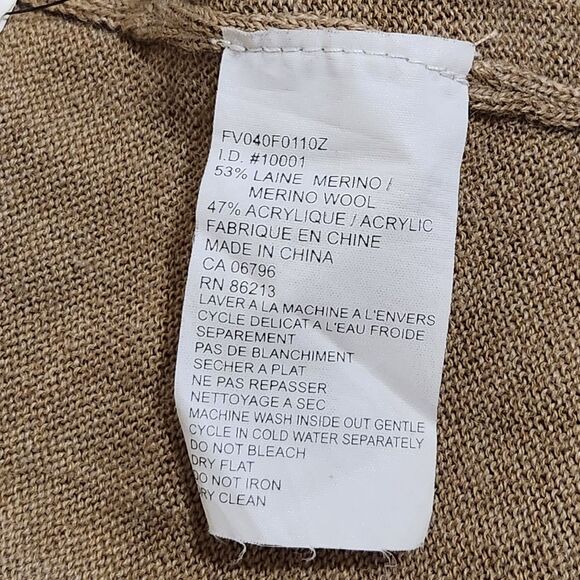 FV040F0110Z
I.D. #10001
53% LAINE MERINO /
MERINO WOOL
47% ACRYLIQUE / ACRYLIC
FABRIQUE EN CHINE
MADE IN CHINA
CA 06796
RN 86213
LAVER A LA MACHINE A L'ENVERS
CYCLE DELICAT A L'EAU FROIDE
SEPAREMENT
PAS DE BLANCHIMENT
SECHER A PLAT
NE PAS REPASSER
NETTOYAGE A SEC
MACHINE WASH INSIDE OUT GENTLE
CYCLE IN COLD WATER SEPARATELY
DO NOT BLEACH
DRY FLAT
DO NOT IRON
DRY CLEAN